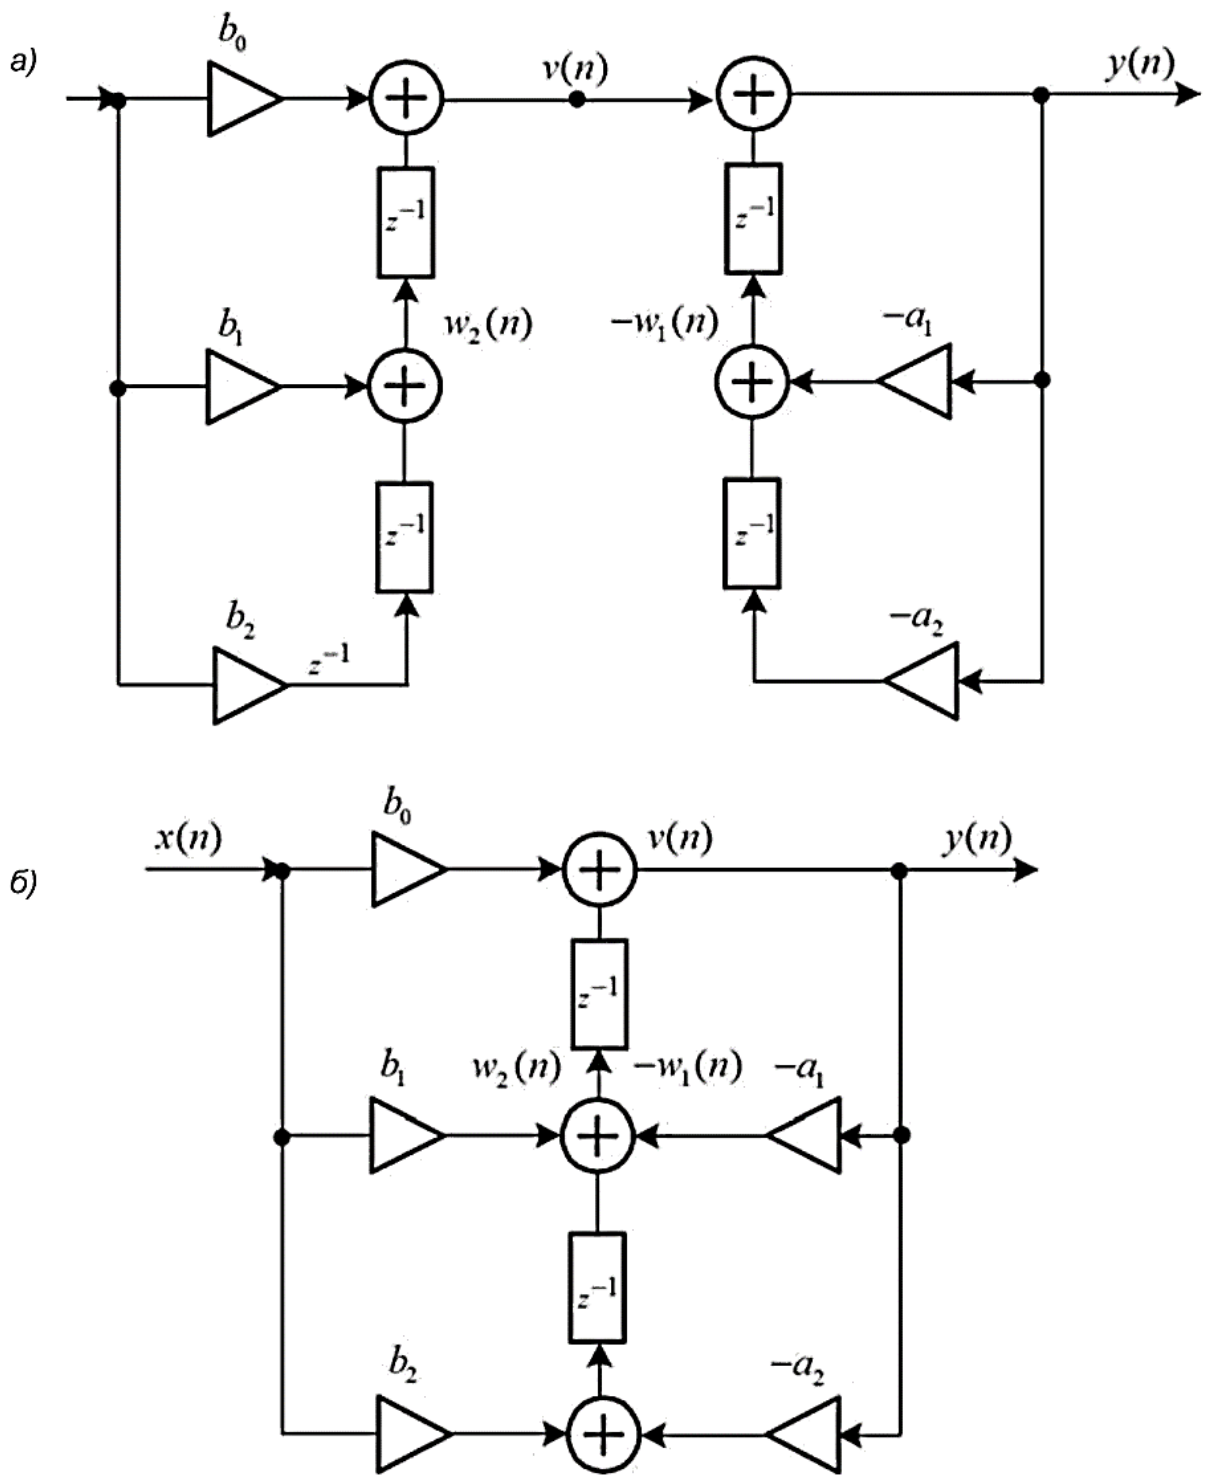 а)
b₀
v(n)
y(n)
z⁻¹
z⁻¹
b₁
w₂(n)
−w₁(n)
−a₁
z⁻¹
z⁻¹
b₂
z⁻¹
−a₂
б)
x(n)
b₀
v(n)
y(n)
z⁻¹
b₁
w₂(n)
−w₁(n)
−a₁
z⁻¹
b₂
−a₂